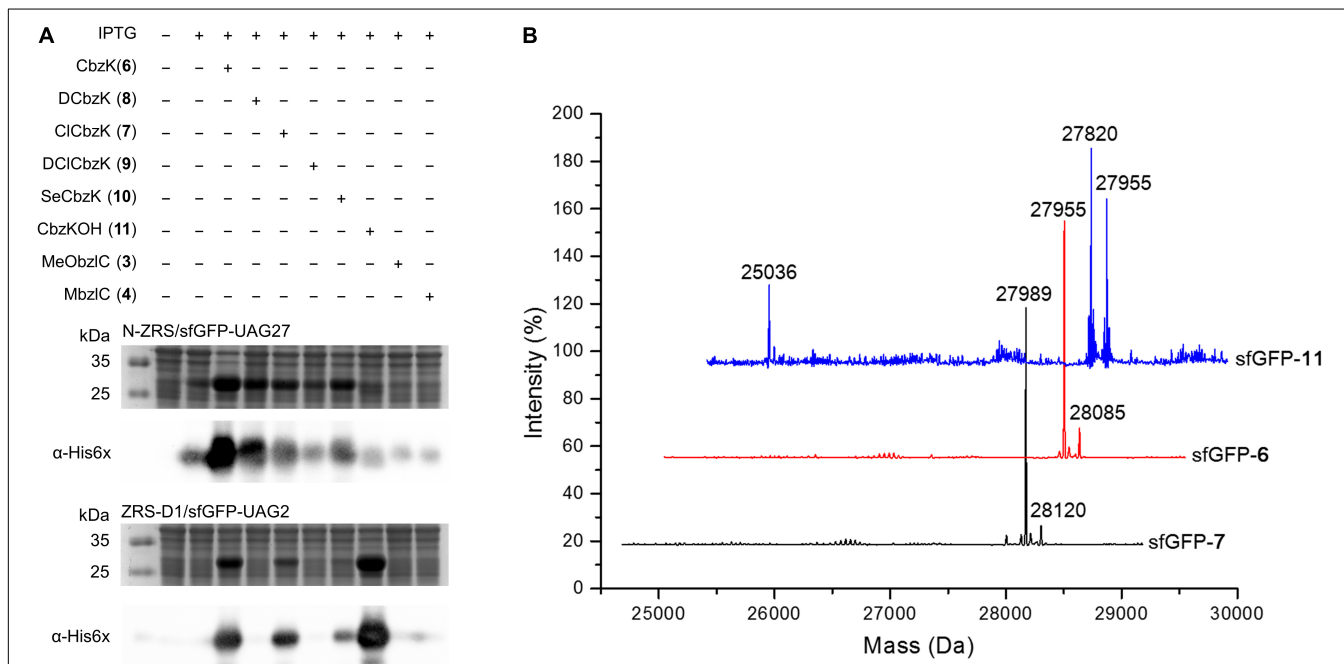 A
IPTG – + + + + + + + + +
CbzK(6) – – + – – – – – – –
DCbzK (8) – – – + – – – – – –
ClCbzK (7) – – – – + – – – – –
DClCbzK (9) – – – – – + – – – –
SeCbzK (10) – – – – – – + – – –
CbzKOH (11) – – – – – – – + – –
MeObzlC (3) – – – – – – – – + –
MbzlC (4) – – – – – – – – – +
kDa N-ZRS/sfGFP-UAG27
35
25
α-His6x
kDa ZRS-D1/sfGFP-UAG2
35
25
α-His6x
B
200
180
160
140
120
100
80
60
40
20
0
Intensity (%)
27820
27955
27955
25036
27989
sfGFP-11
28085
sfGFP-6
28120
sfGFP-7
25000 26000 27000 28000 29000 30000
Mass (Da)